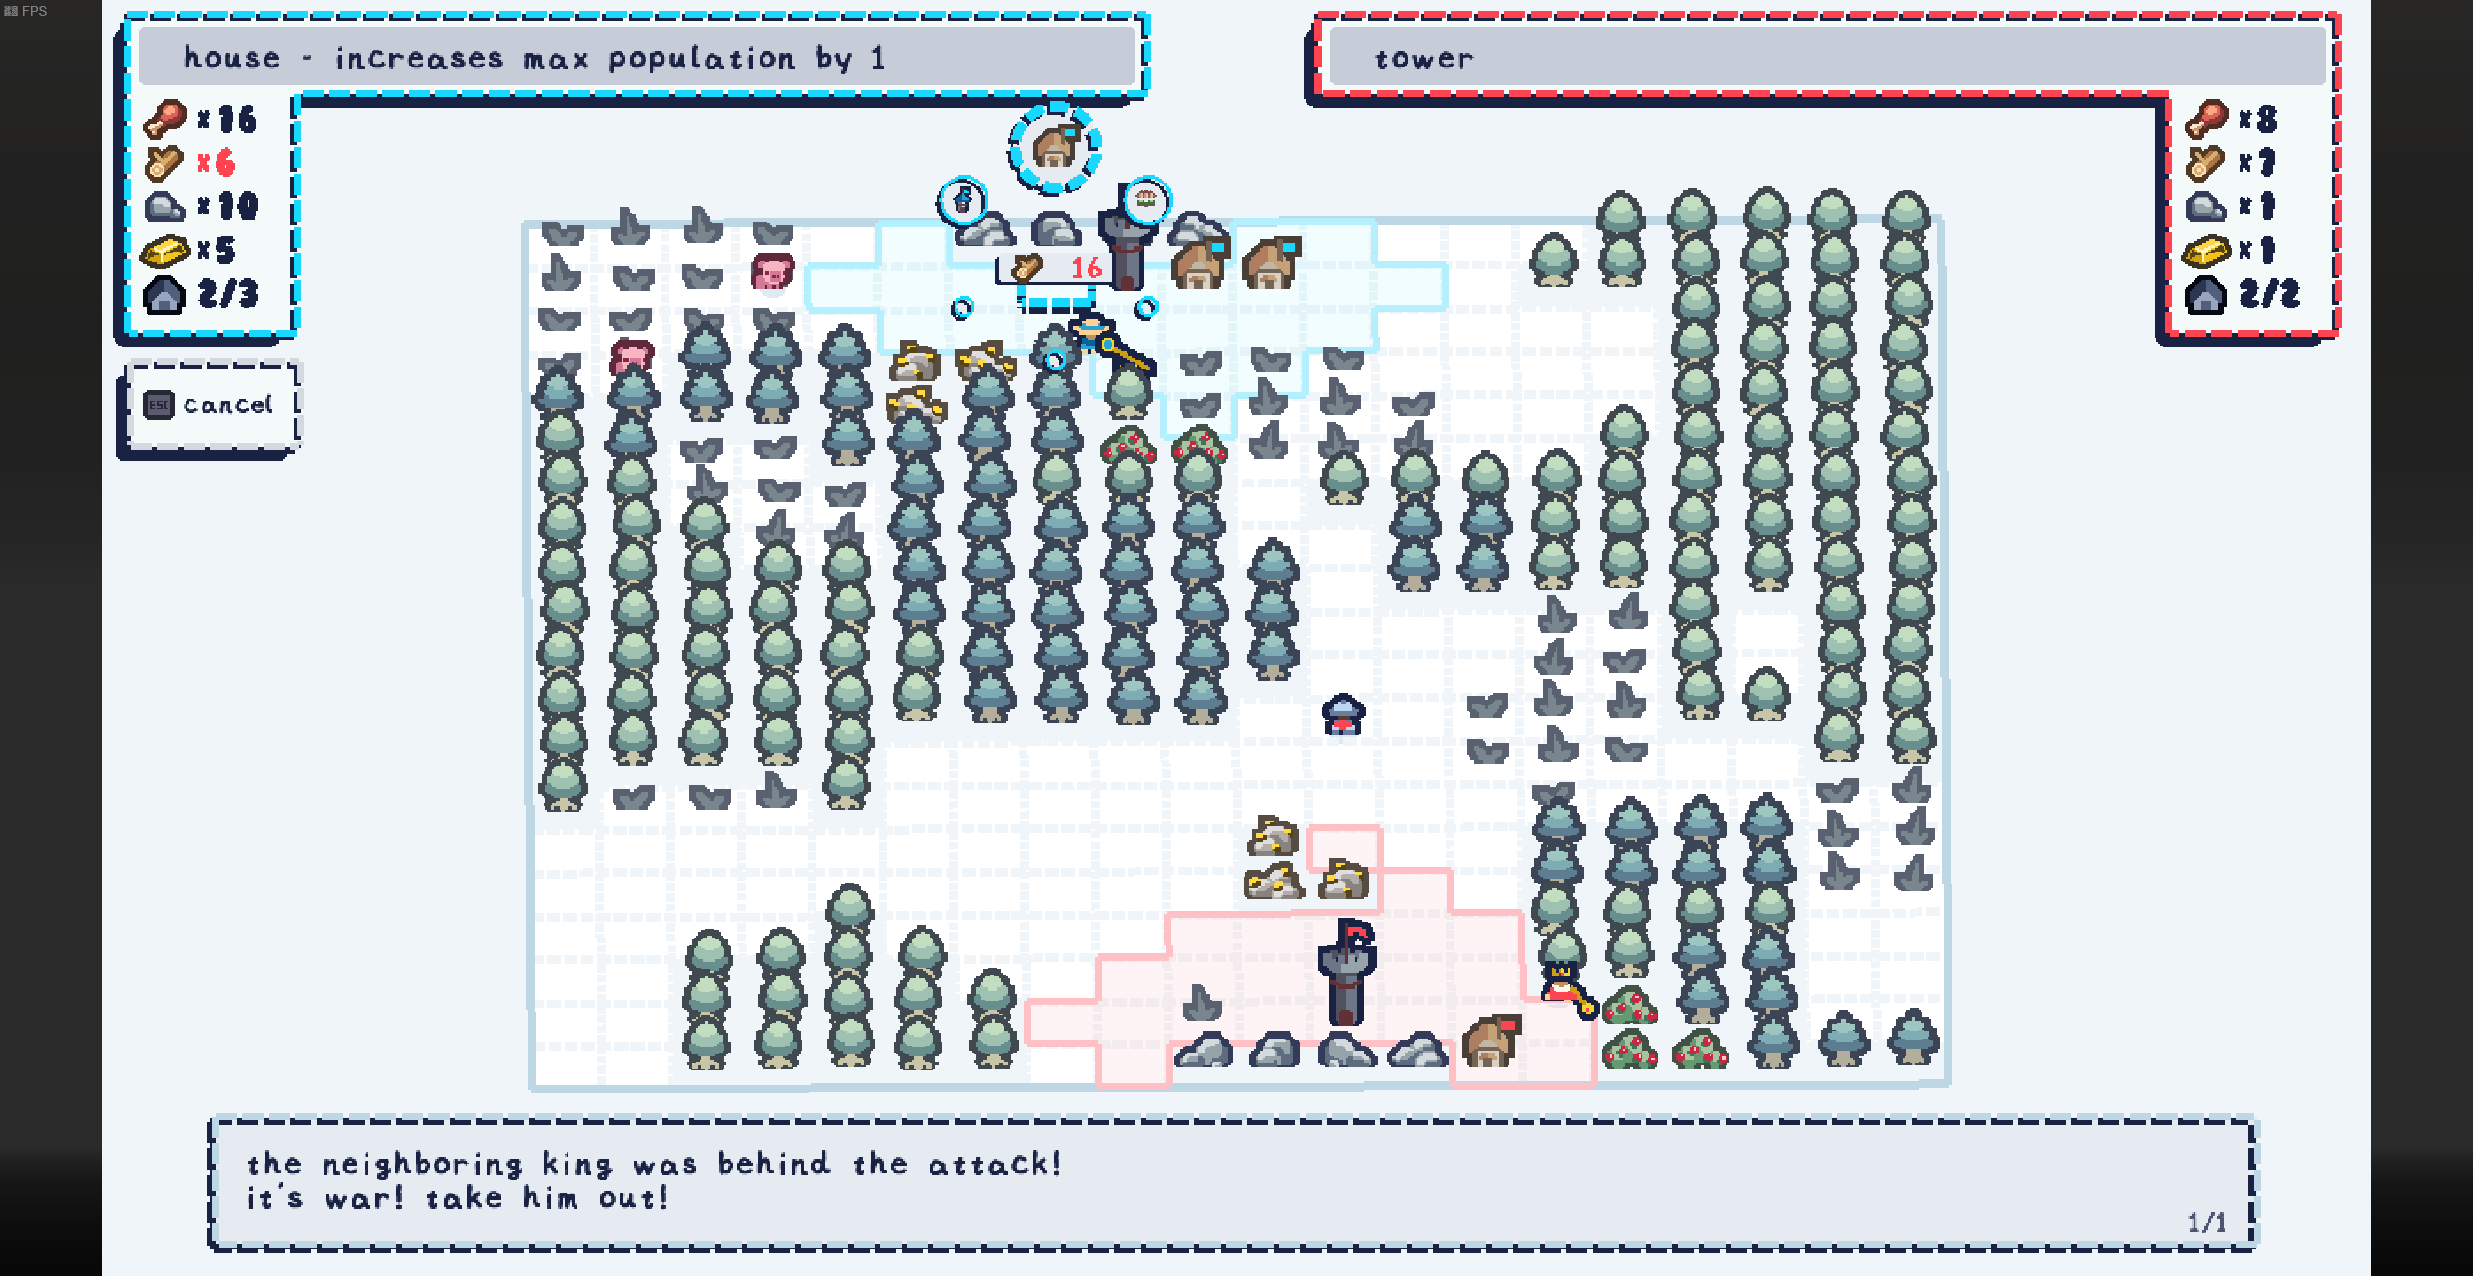 FPS
house - increases max population by 1
tower
x16
x6
x10
x5
2/3
x8
x7
x1
x1
2/2
16
ESC cancel
the neighboring king was behind the attack!
it's war! take him out!
1/1